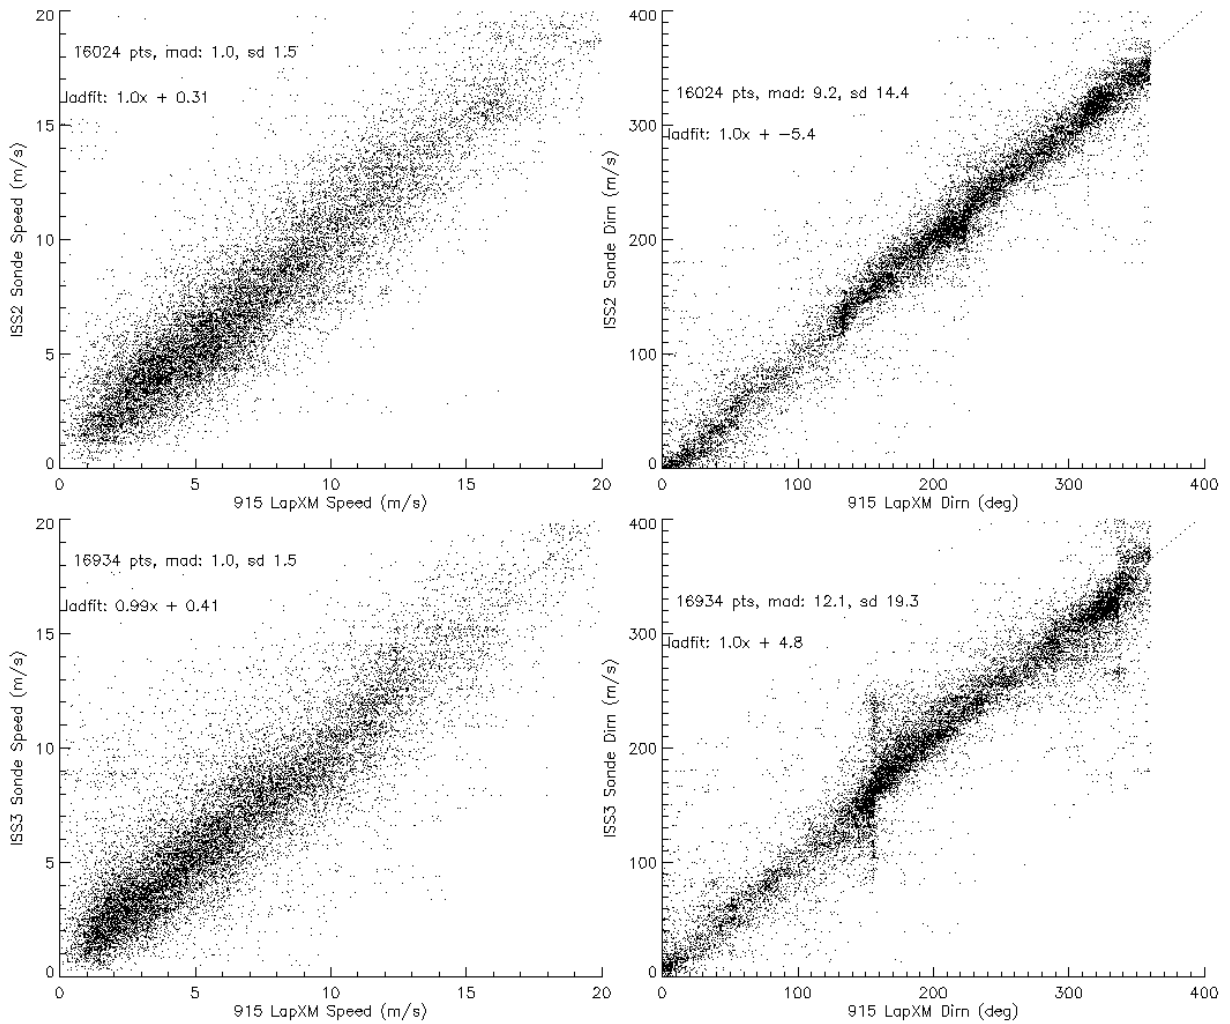 20
16024 pts, mad: 1.0, sd 1.5
ladfit: 1.0x + 0.31
15
10
5
0
ISS2 Sonde Speed (m/s)
0 5 10 15 20
915 LapXM Speed (m/s)
400
16024 pts, mad: 9.2, sd 14.4
300
ladfit: 1.0x + -5.4
200
100
0
ISS2 Sonde Dirn (m/s)
0 100 200 300 400
915 LapXM Dirn (deg)
20
16934 pts, mad: 1.0, sd 1.5
ladfit: 0.99x + 0.41
15
10
5
0
ISS3 Sonde Speed (m/s)
0 5 10 15 20
915 LapXM Speed (m/s)
400
16934 pts, mad: 12.1, sd 19.3
300
ladfit: 1.0x + 4.8
200
100
0
ISS3 Sonde Dirn (m/s)
0 100 200 300 400
915 LapXM Dirn (deg)